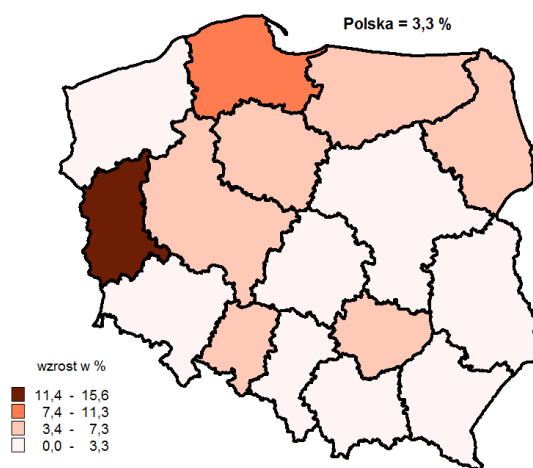 Polska = 3,3 %
wzrost w %
11,4 - 15,6
7,4 - 11,3
3,4 - 7,3
0,0 - 3,3